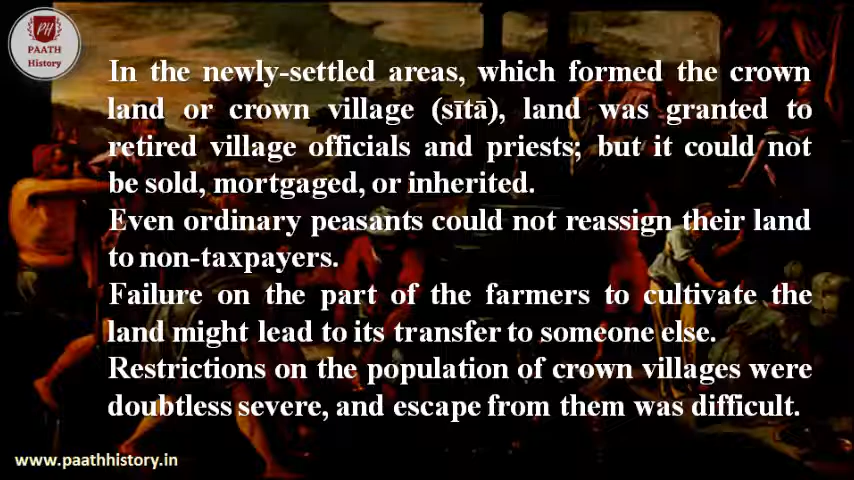 PH
PAATH
History
In the newly-settled areas, which formed the crown
land or crown village (sītā), land was granted to
retired village officials and priests; but it could not
be sold, mortgaged, or inherited.
Even ordinary peasants could not reassign their land
to non-taxpayers.
Failure on the part of the farmers to cultivate the
land might lead to its transfer to someone else.
Restrictions on the population of crown villages were
doubtless severe, and escape from them was difficult.
www.paathhistory.in